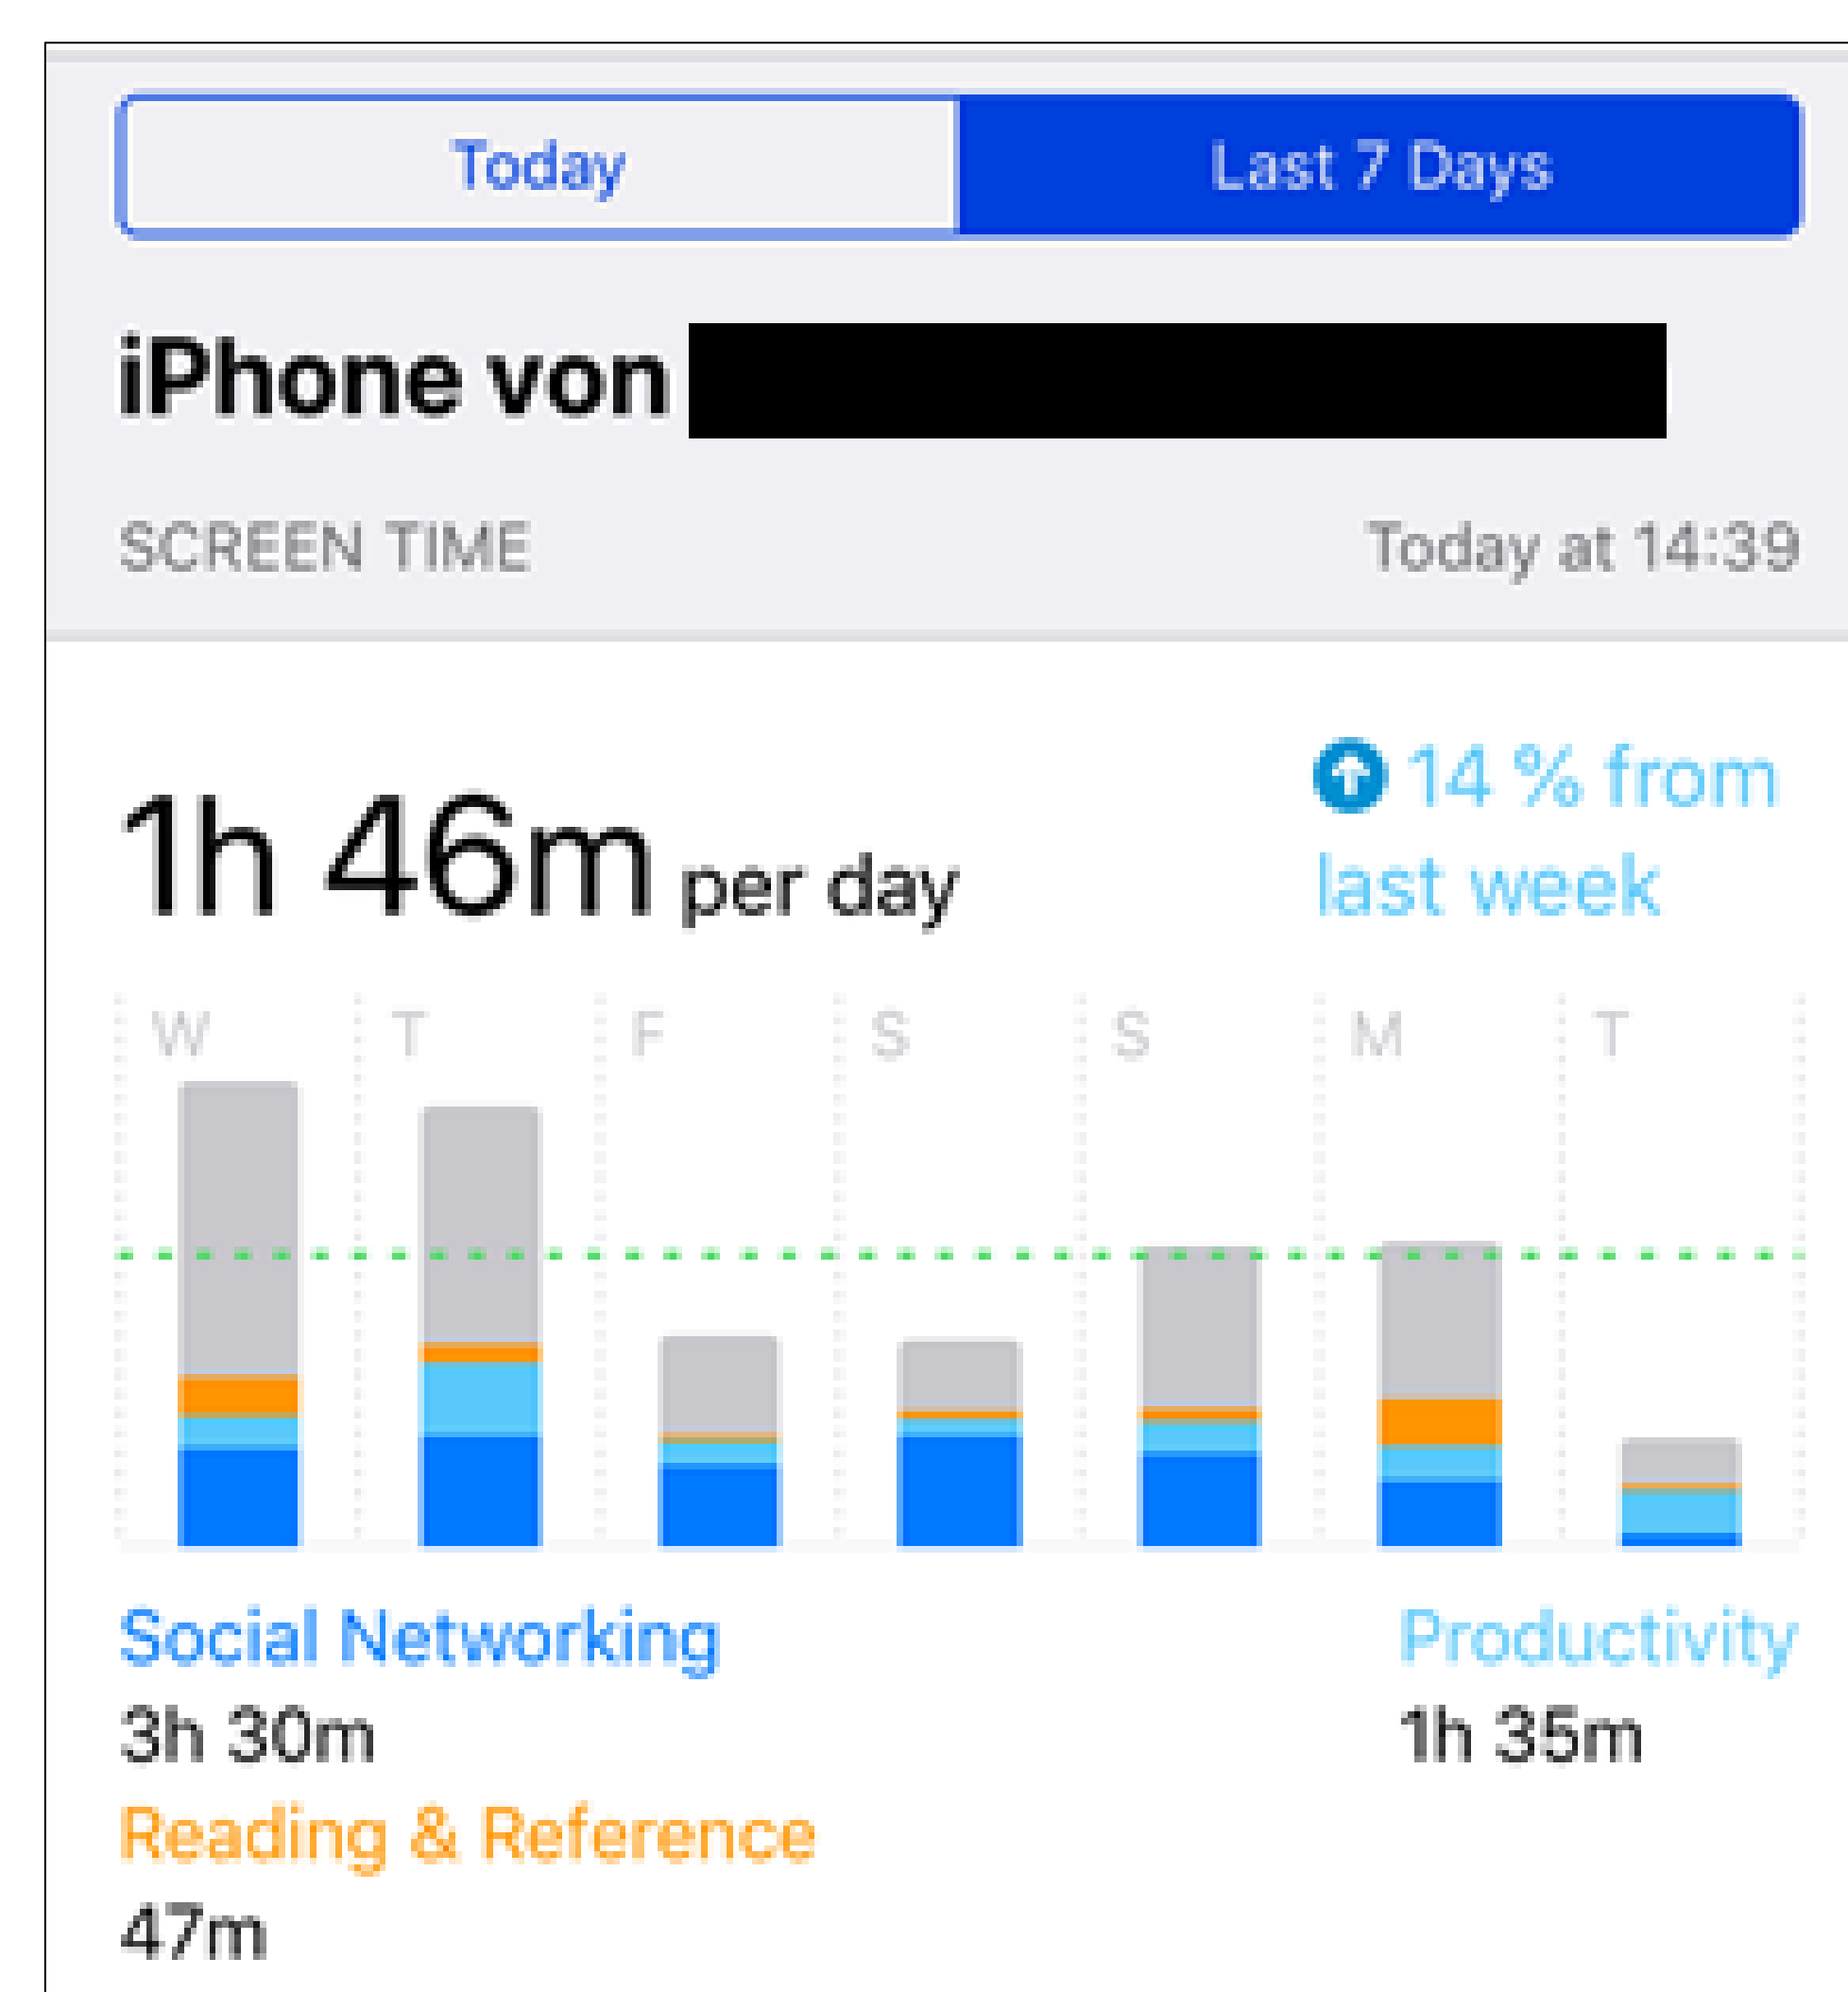 Today Last 7 Days
iPhone von
SCREEN TIME Today at 14:39
1h 46m per day
14 % from
last week
W T F S S M T
Social Networking Productivity
3h 30m 1h 35m
Reading & Reference
47m